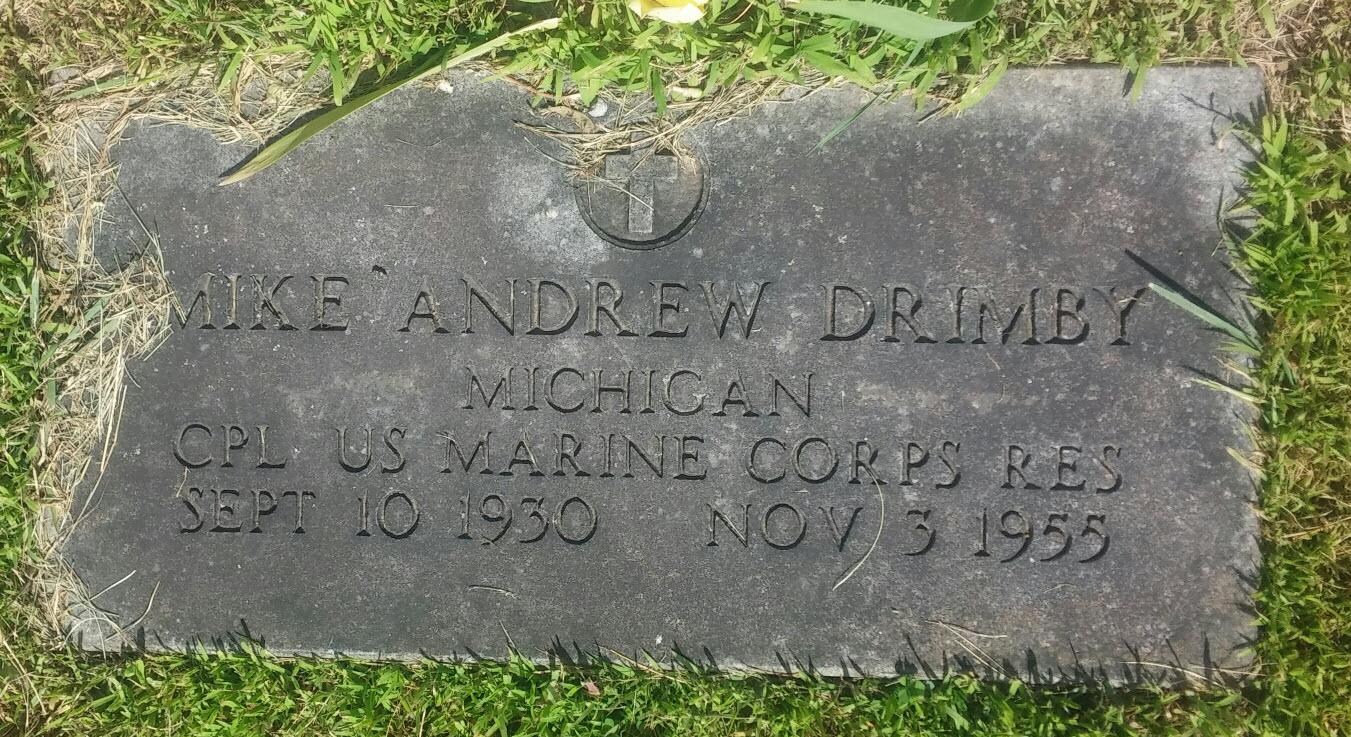 MIKE ANDREW DRIMBY
MICHIGAN
CPL US MARINE CORPS RES
SEPT 10 1930 NOV 3 1955